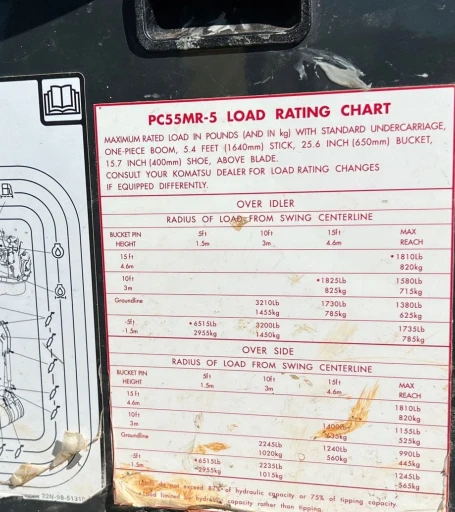 PC55MR-5 LOAD RATING CHART
MAXIMUM RATED LOAD IN POUNDS (AND IN kg) WITH STANDARD UNDERCARRIAGE,
ONE-PIECE BOOM, 5.4 FEET (1640mm) STICK, 25.6 INCH (650mm) BUCKET,
15.7 INCH (400mm) SHOE, ABOVE BLADE.
CONSULT YOUR KOMATSU DEALER FOR LOAD RATING CHANGES
IF EQUIPPED DIFFERENTLY.
OVER IDLER
RADIUS OF LOAD FROM SWING CENTERLINE
BUCKET PIN 5ft 10ft 15ft MAX
HEIGHT 1.5m 3m 4.6m REACH
15ft *1810Lb
4.6m 820kg
10ft *1825Lb 1580Lb
3m 825kg 715kg
Groundline 3210Lb 1730Lb 1380Lb
1455kg 785kg 625kg
-5ft *6515Lb 3200Lb 1735Lb
-1.5m 2955kg 1450kg 785kg
OVER SIDE
RADIUS OF LOAD FROM SWING CENTERLINE
BUCKET PIN 5ft 10ft 15ft MAX
HEIGHT 1.5m 3m 4.6m REACH
15ft 1810Lb
4.6m 820kg
10ft 1155Lb
3m 635kg 525kg
Groundline 2245Lb 1240Lb 990Lb
1020kg 560kg 445kg
-5ft *6515Lb 2235Lb 1245Lb
-1.5m 2955kg 1015kg 565kg
do not exceed of hydraulic capacity or 75% of tipping capacity.
limited by hydraulic capacity rather than tipping.